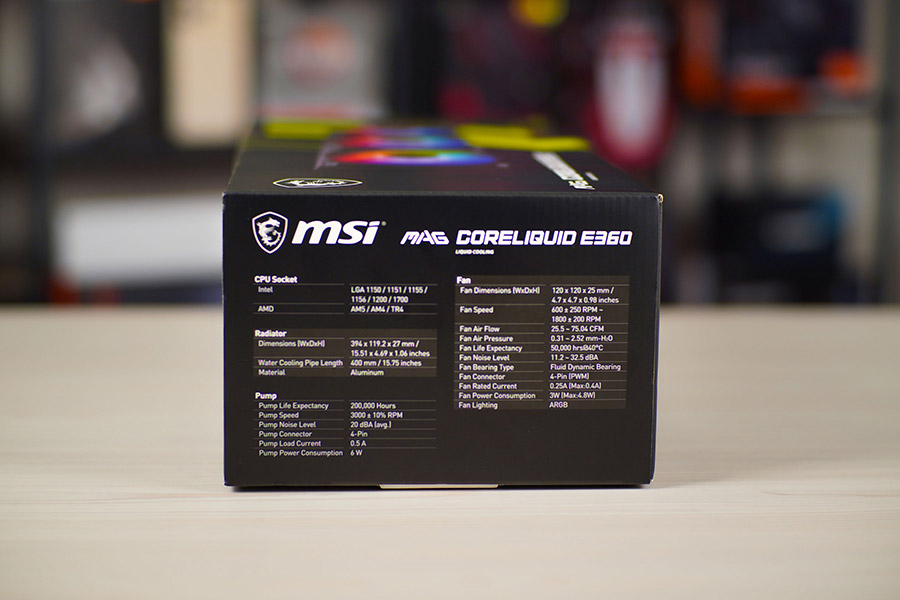 msi
MAG CORELIQUID E360
LIQUID-COOLING
CPU Socket
Intel LGA 1150 / 1151 / 1155 /
1156 / 1200 / 1700
AMD AM5 / AM4 / TR4
Radiator
Dimensions (WxDxH) 394 x 119.2 x 27 mm /
15.51 x 4.69 x 1.06 inches
Water Cooling Pipe Length 400 mm / 15.75 inches
Material Aluminum
Pump
Pump Life Expectancy 200,000 Hours
Pump Speed 3000 ± 10% RPM
Pump Noise Level 20 dBA (avg.)
Pump Connector 4-Pin
Pump Load Current 0.5 A
Pump Power Consumption 6 W
Fan
Fan Dimensions (WxDxH) 120 x 120 x 25 mm /
4.7 x 4.7 x 0.98 inches
Fan Speed 600 ± 250 RPM ~
1800 ± 200 RPM
Fan Air Flow 25.5 ~ 75.04 CFM
Fan Air Pressure 0.31 ~ 2.52 mm-H₂O
Fan Life Expectancy 50,000 hrs@40°C
Fan Noise Level 11.2 ~ 32.5 dBA
Fan Bearing Type Fluid Dynamic Bearing
Fan Connector 4-Pin (PWM)
Fan Rated Current 0.25A (Max:0.4A)
Fan Power Consumption 3W (Max:4.8W)
Fan Lighting ARGB